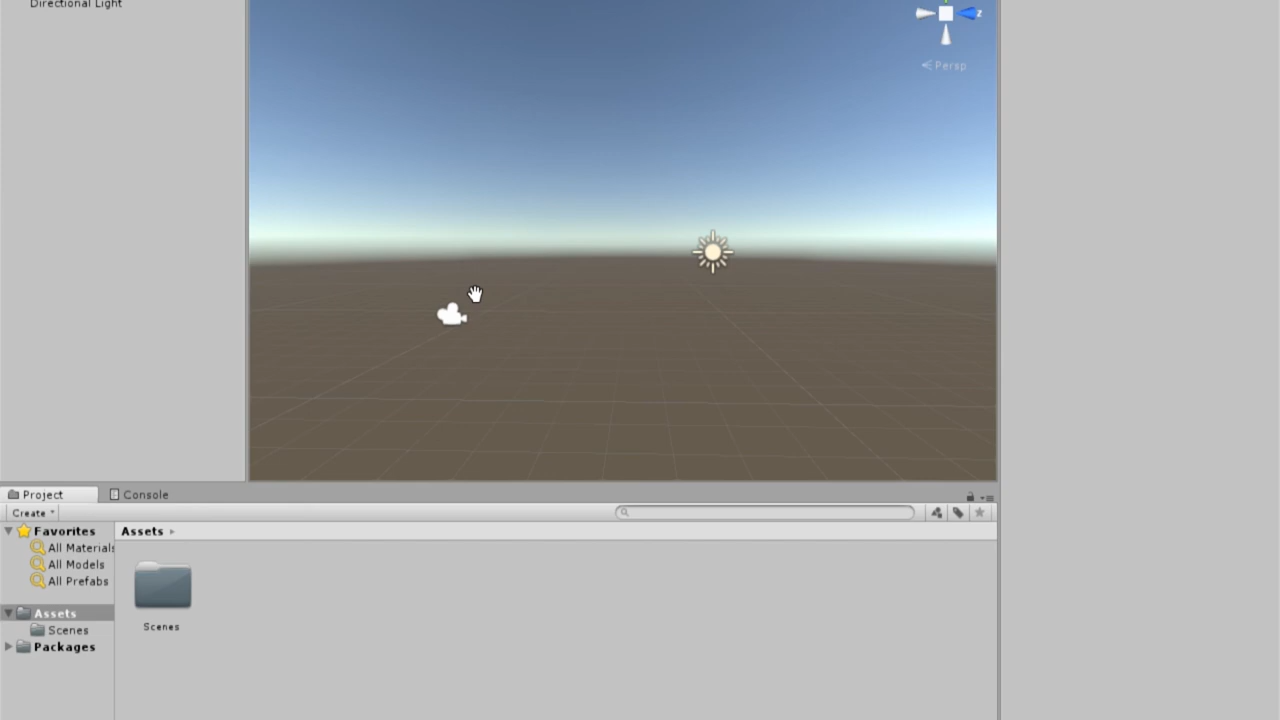 Directional Light
z
Persp
Project
Console
Create
Favorites
All Materials
All Models
All Prefabs
Assets
Scenes
Packages
Assets
Scenes